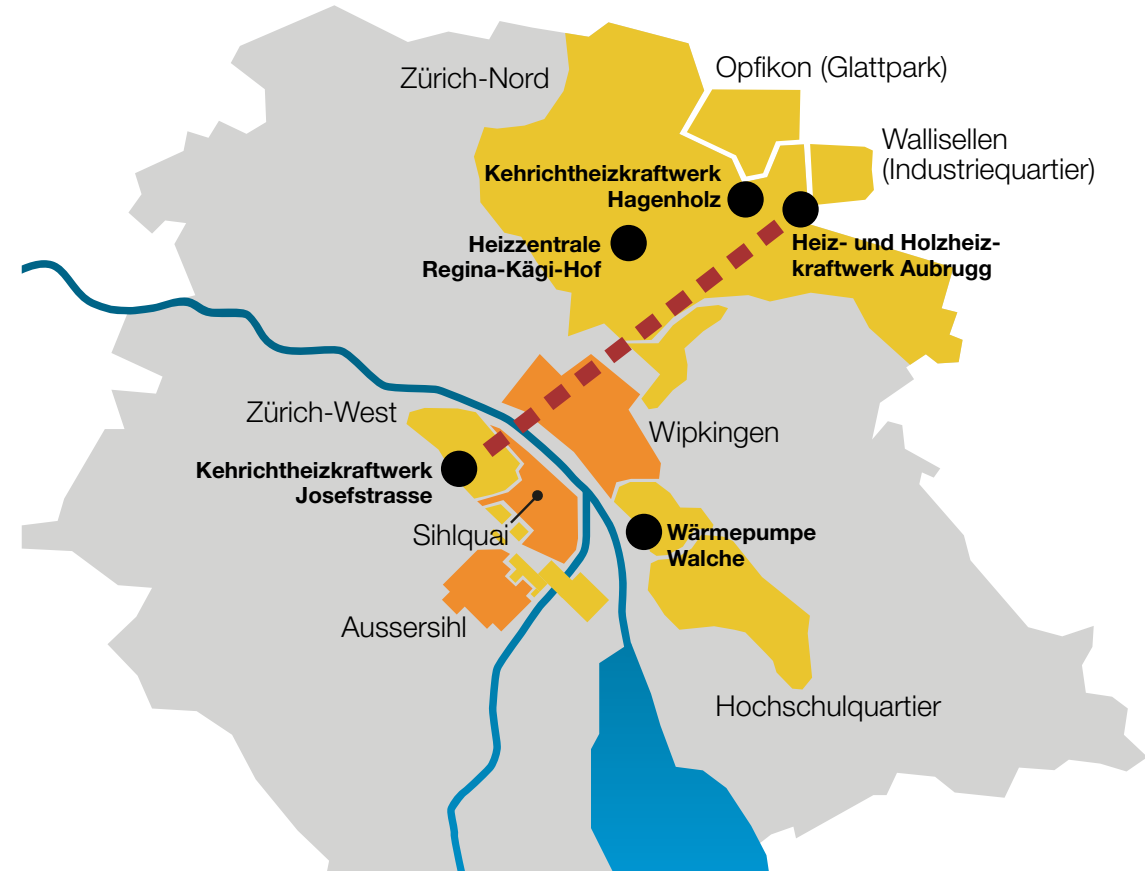 Zürich-Nord
Opfikon (Glattpark)
Wallisellen
(Industriequartier)
Kehrichtheizkraftwerk
Hagenholz
Heizzentrale
Regina-Kägi-Hof
Heiz- und Holzheiz-
kraftwerk Aubrugg
Zürich-West
Wipkingen
Kehrichtheizkraftwerk
Josefstrasse
Sihlquai
Wärmepumpe
Walche
Aussersihl
Hochschulquartier